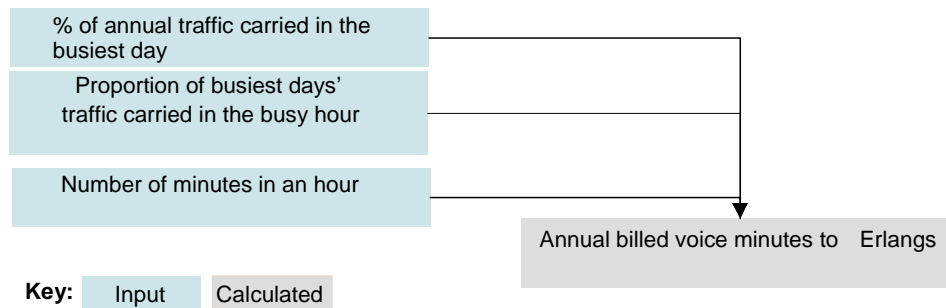 % of annual traffic carried in the
busiest day
Proportion of busiest days'
traffic carried in the busy hour
Number of minutes in an hour
Annual billed voice minutes to Erlangs
Key: Input Calculated